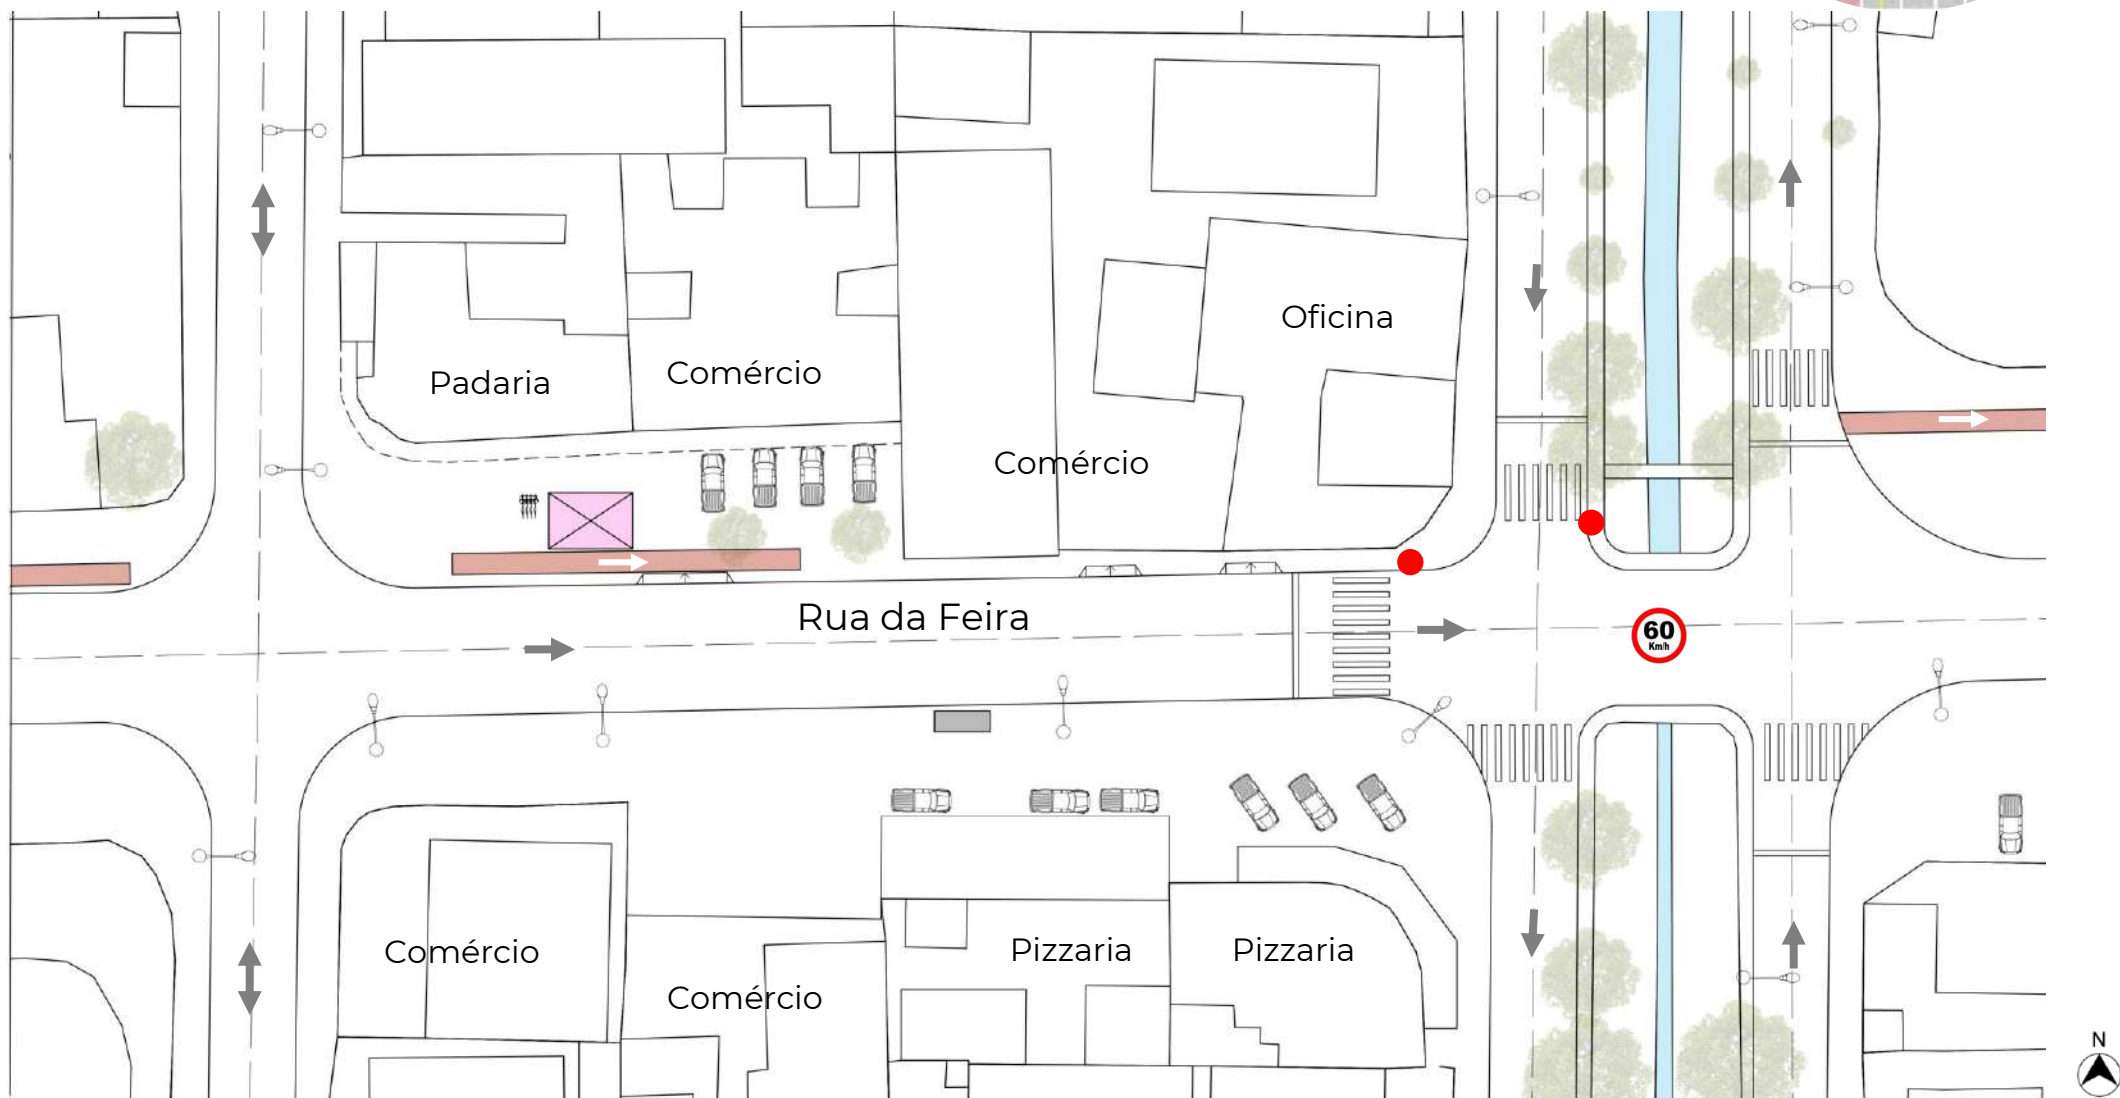 Oficina
Padaria
Comércio
Comércio
Rua da Feira
60
Km/h
Comércio
Pizzaria
Pizzaria
Comércio
N